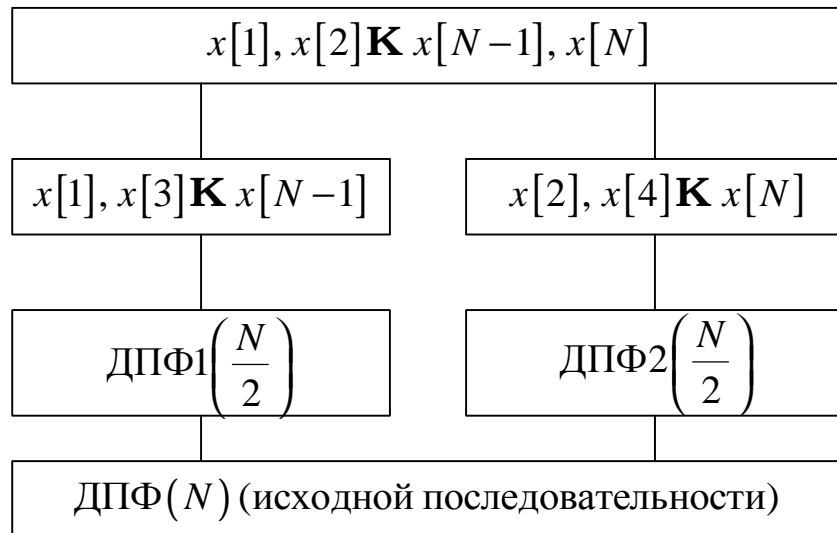 x[1], x[2]K x[N−1], x[N]
x[1], x[3]K x[N−1]
x[2], x[4]K x[N]
ДПФ1(N/2)
ДПФ2(N/2)
ДПФ(N) (исходной последовательности)